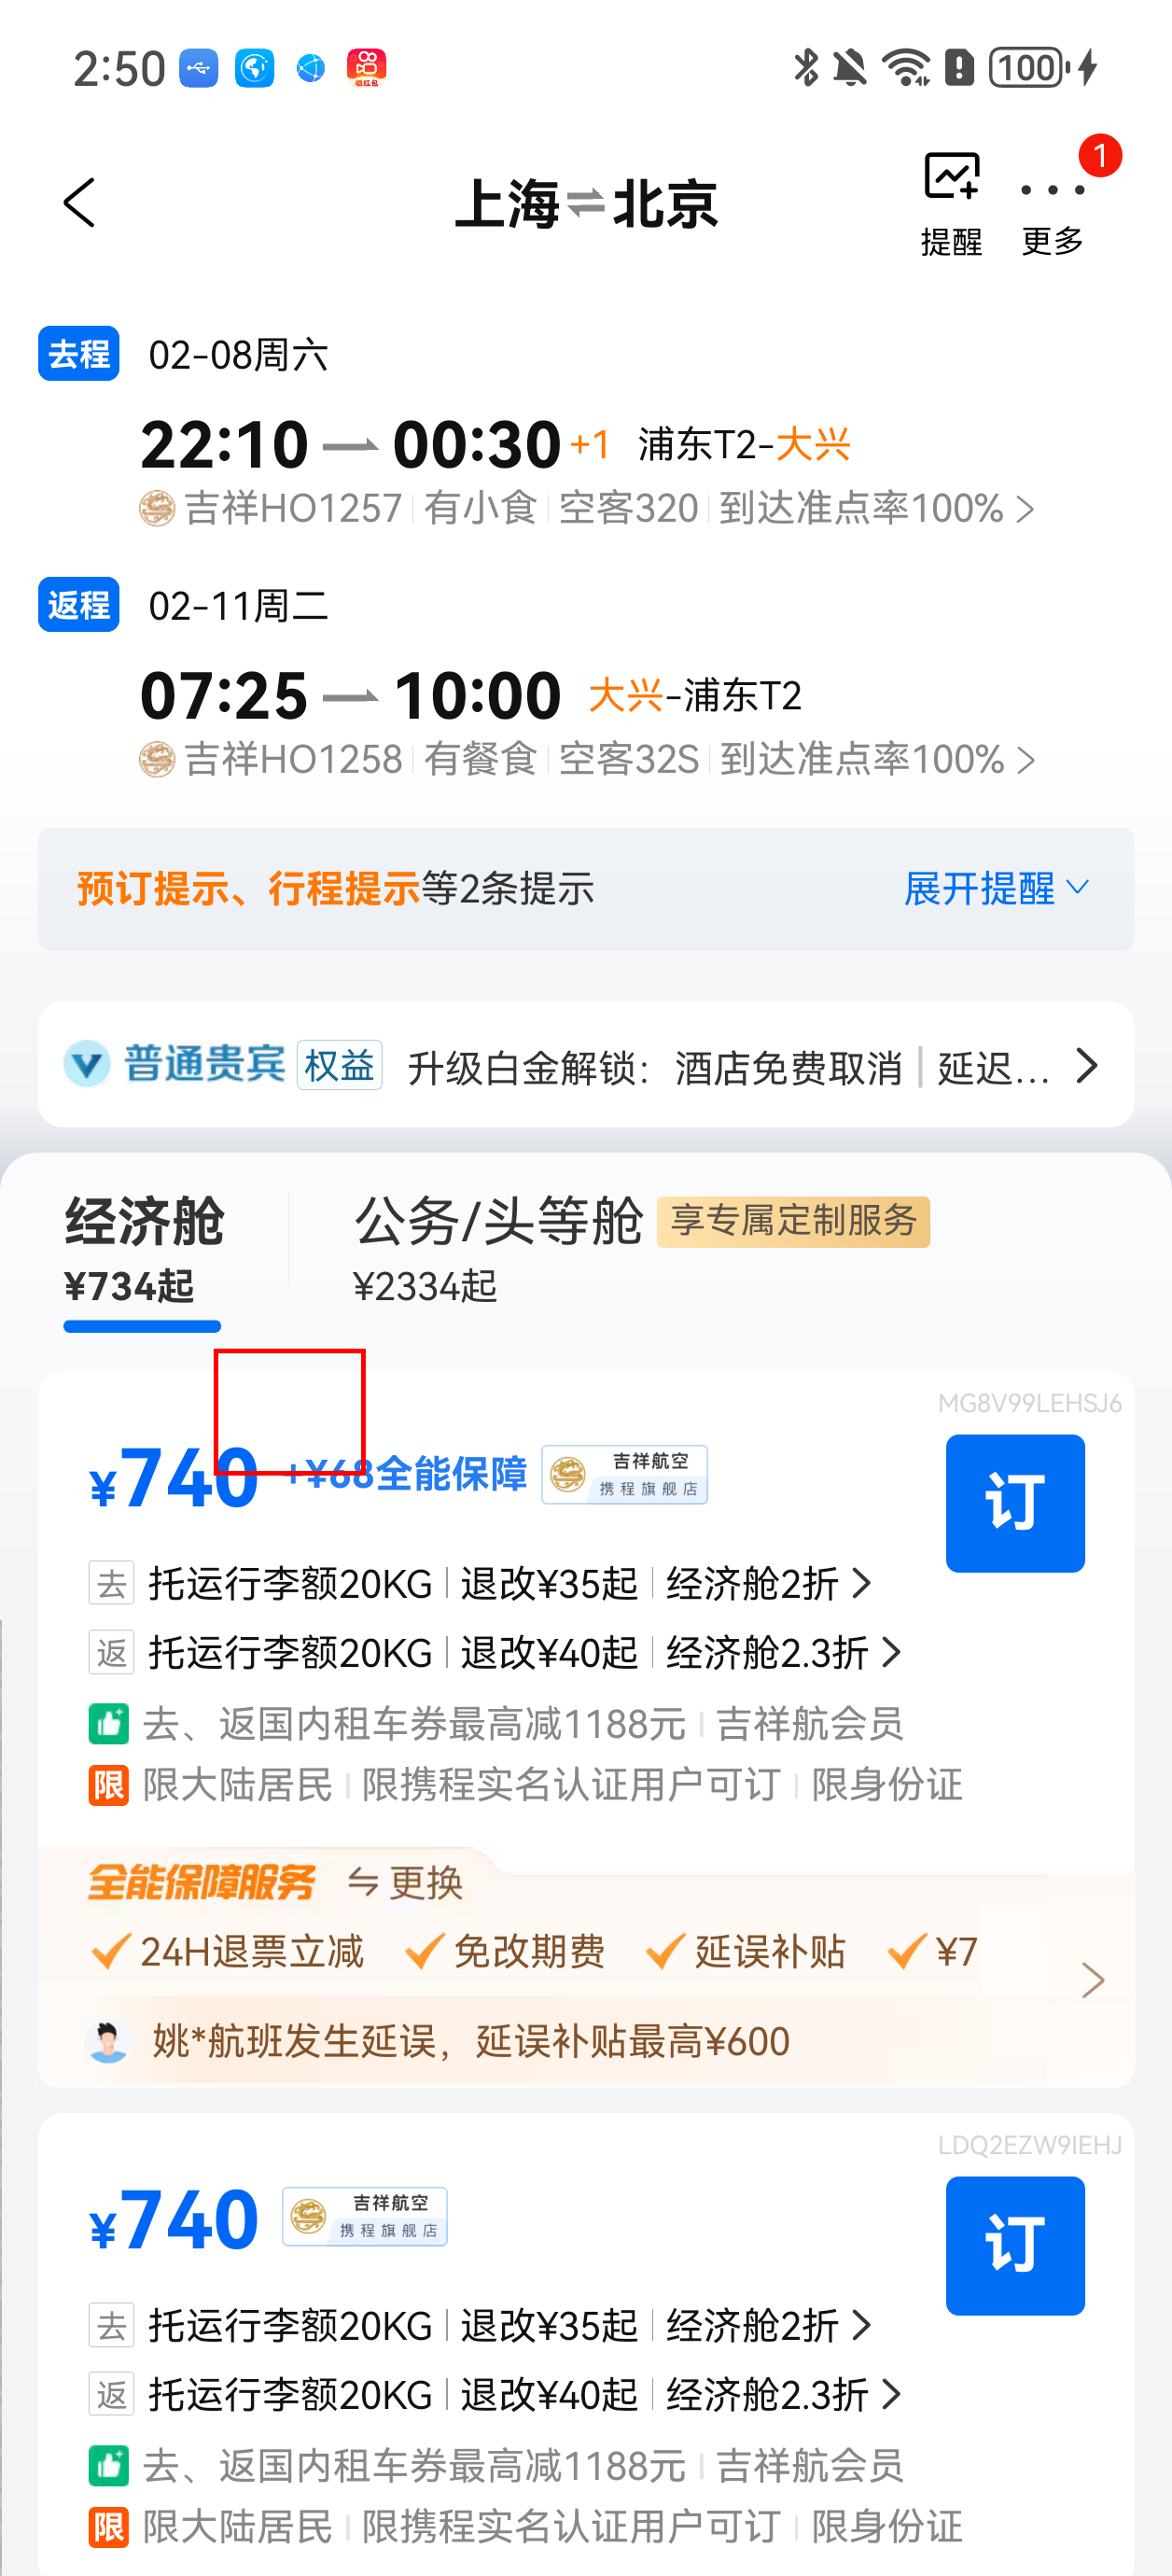 2:50 领红包 100
1
上海⇌北京
提醒 更多
去程 02-08周六
22:10 00:30 +1 浦东T2-大兴
吉祥HO1257 有小食 空客320 到达准点率100%
返程 02-11周二
07:25 10:00 大兴-浦东T2
吉祥HO1258 有餐食 空客32S 到达准点率100%
预订提示、行程提示等2条提示 展开提醒
普通贵宾 权益 升级白金解锁：酒店免费取消 | 延迟...
经济舱 公务/头等舱 享专属定制服务
¥734起 ¥2334起
MG8V99LEHSJ6
¥740 +¥68全能保障 吉祥航空 携程旗舰店 订
去 托运行李额20KG 退改¥35起 经济舱2折
返 托运行李额20KG 退改¥40起 经济舱2.3折
去、返国内租车券最高减1188元 吉祥航会员
限 限大陆居民 限携程实名认证用户可订 限身份证
全能保障服务 更换
24H退票立减 免改期费 延误补贴 ¥7
姚*航班发生延误，延误补贴最高¥600
LDQ2EZW9IEHJ
¥740 吉祥航空 携程旗舰店 订
去 托运行李额20KG 退改¥35起 经济舱2折
返 托运行李额20KG 退改¥40起 经济舱2.3折
去、返国内租车券最高减1188元 吉祥航会员
限 限大陆居民 限携程实名认证用户可订 限身份证